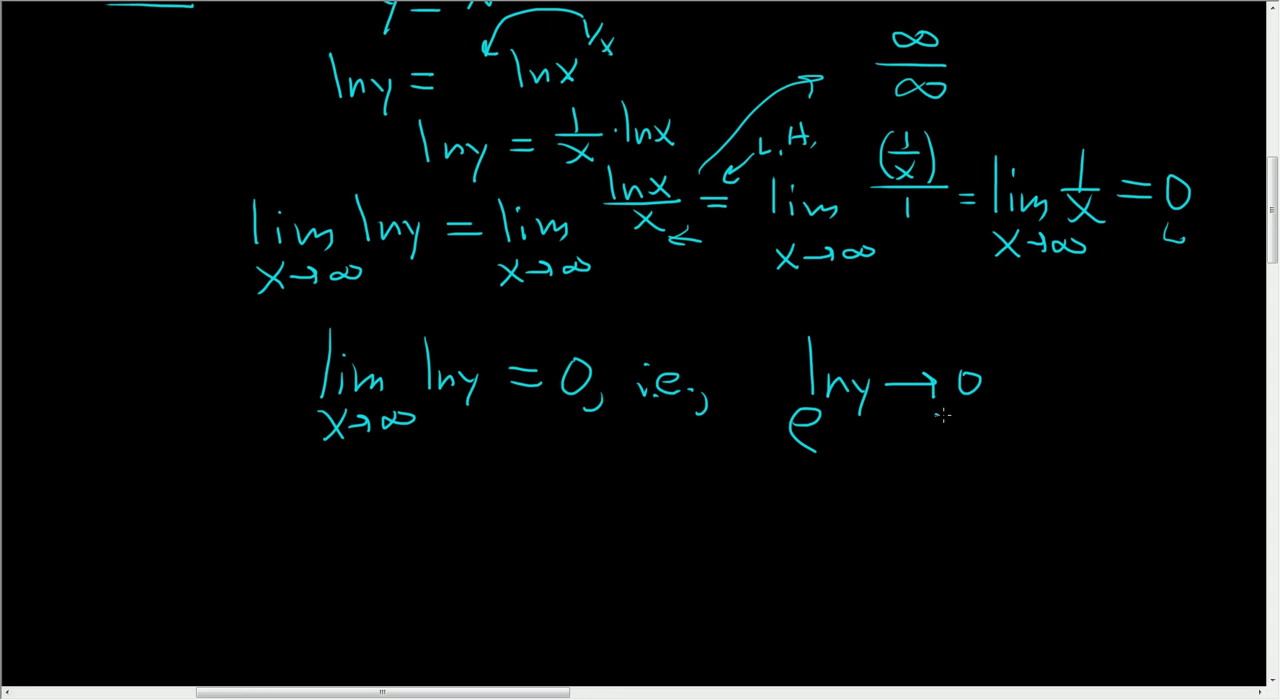 y =
1/x
ln y = ln x
∞/∞
ln y = 1/x · ln x
L.H.
lim x→∞ ln y = lim x→∞ ln x / x = lim x→∞ (1/x)/1 = lim x→∞ 1/x = 0
lim x→∞ ln y = 0, i.e., ln y → 0
e